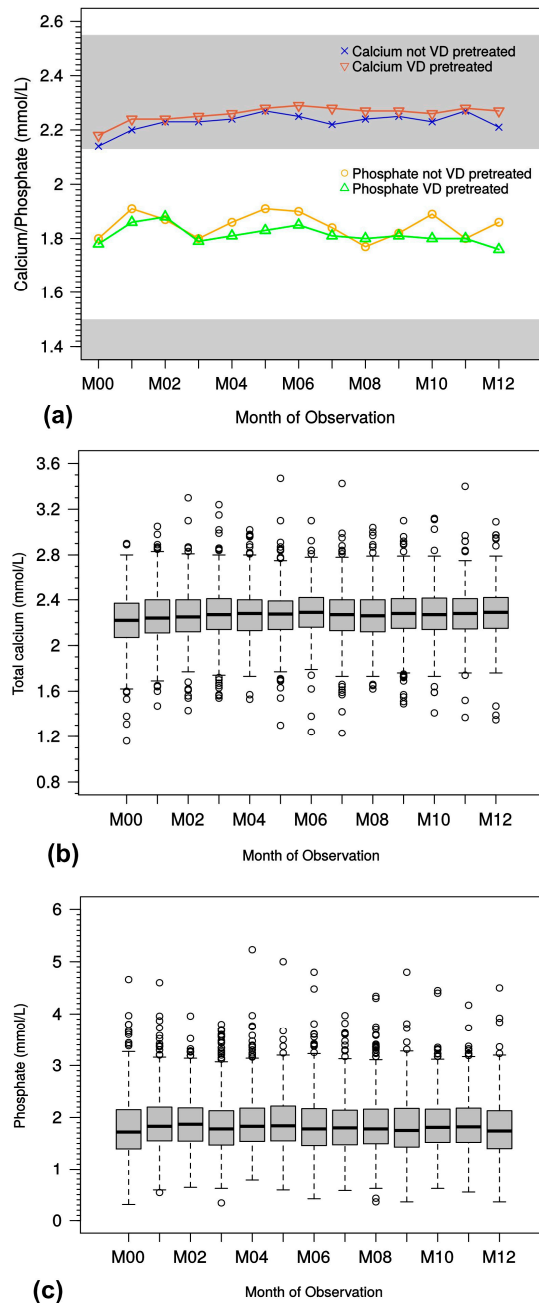 2.6
2.4
2.2
2
1.8
1.6
1.4
Calcium/Phosphate (mmol/L)
Calcium not VD pretreated
Calcium VD pretreated
Phosphate not VD pretreated
Phosphate VD pretreated
M00 M02 M04 M06 M08 M10 M12
(a)
Month of Observation
3.6
3.2
2.8
2.4
2
1.6
1.2
0.8
Total calcium (mmol/L)
M00 M02 M04 M06 M08 M10 M12
(b)
Month of Observation
6
5
4
3
2
1
0
Phosphate (mmol/L)
M00 M02 M04 M06 M08 M10 M12
(c)
Month of Observation